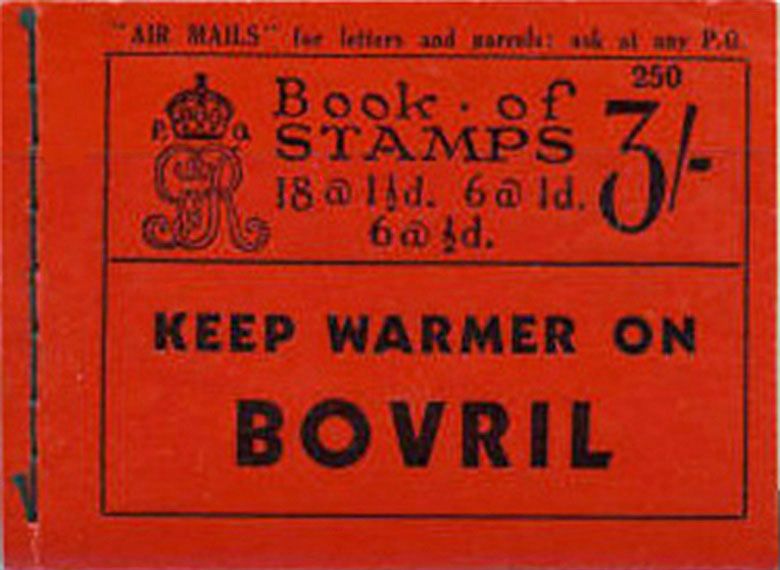 "AIR MAILS" for letters and parcels: ask at any P.O.
250
Book · of
STAMPS
3/-
18 @ 1½d. 6 @ 1d.
6 @ ½d.
P O
GR
KEEP WARMER ON
BOVRIL